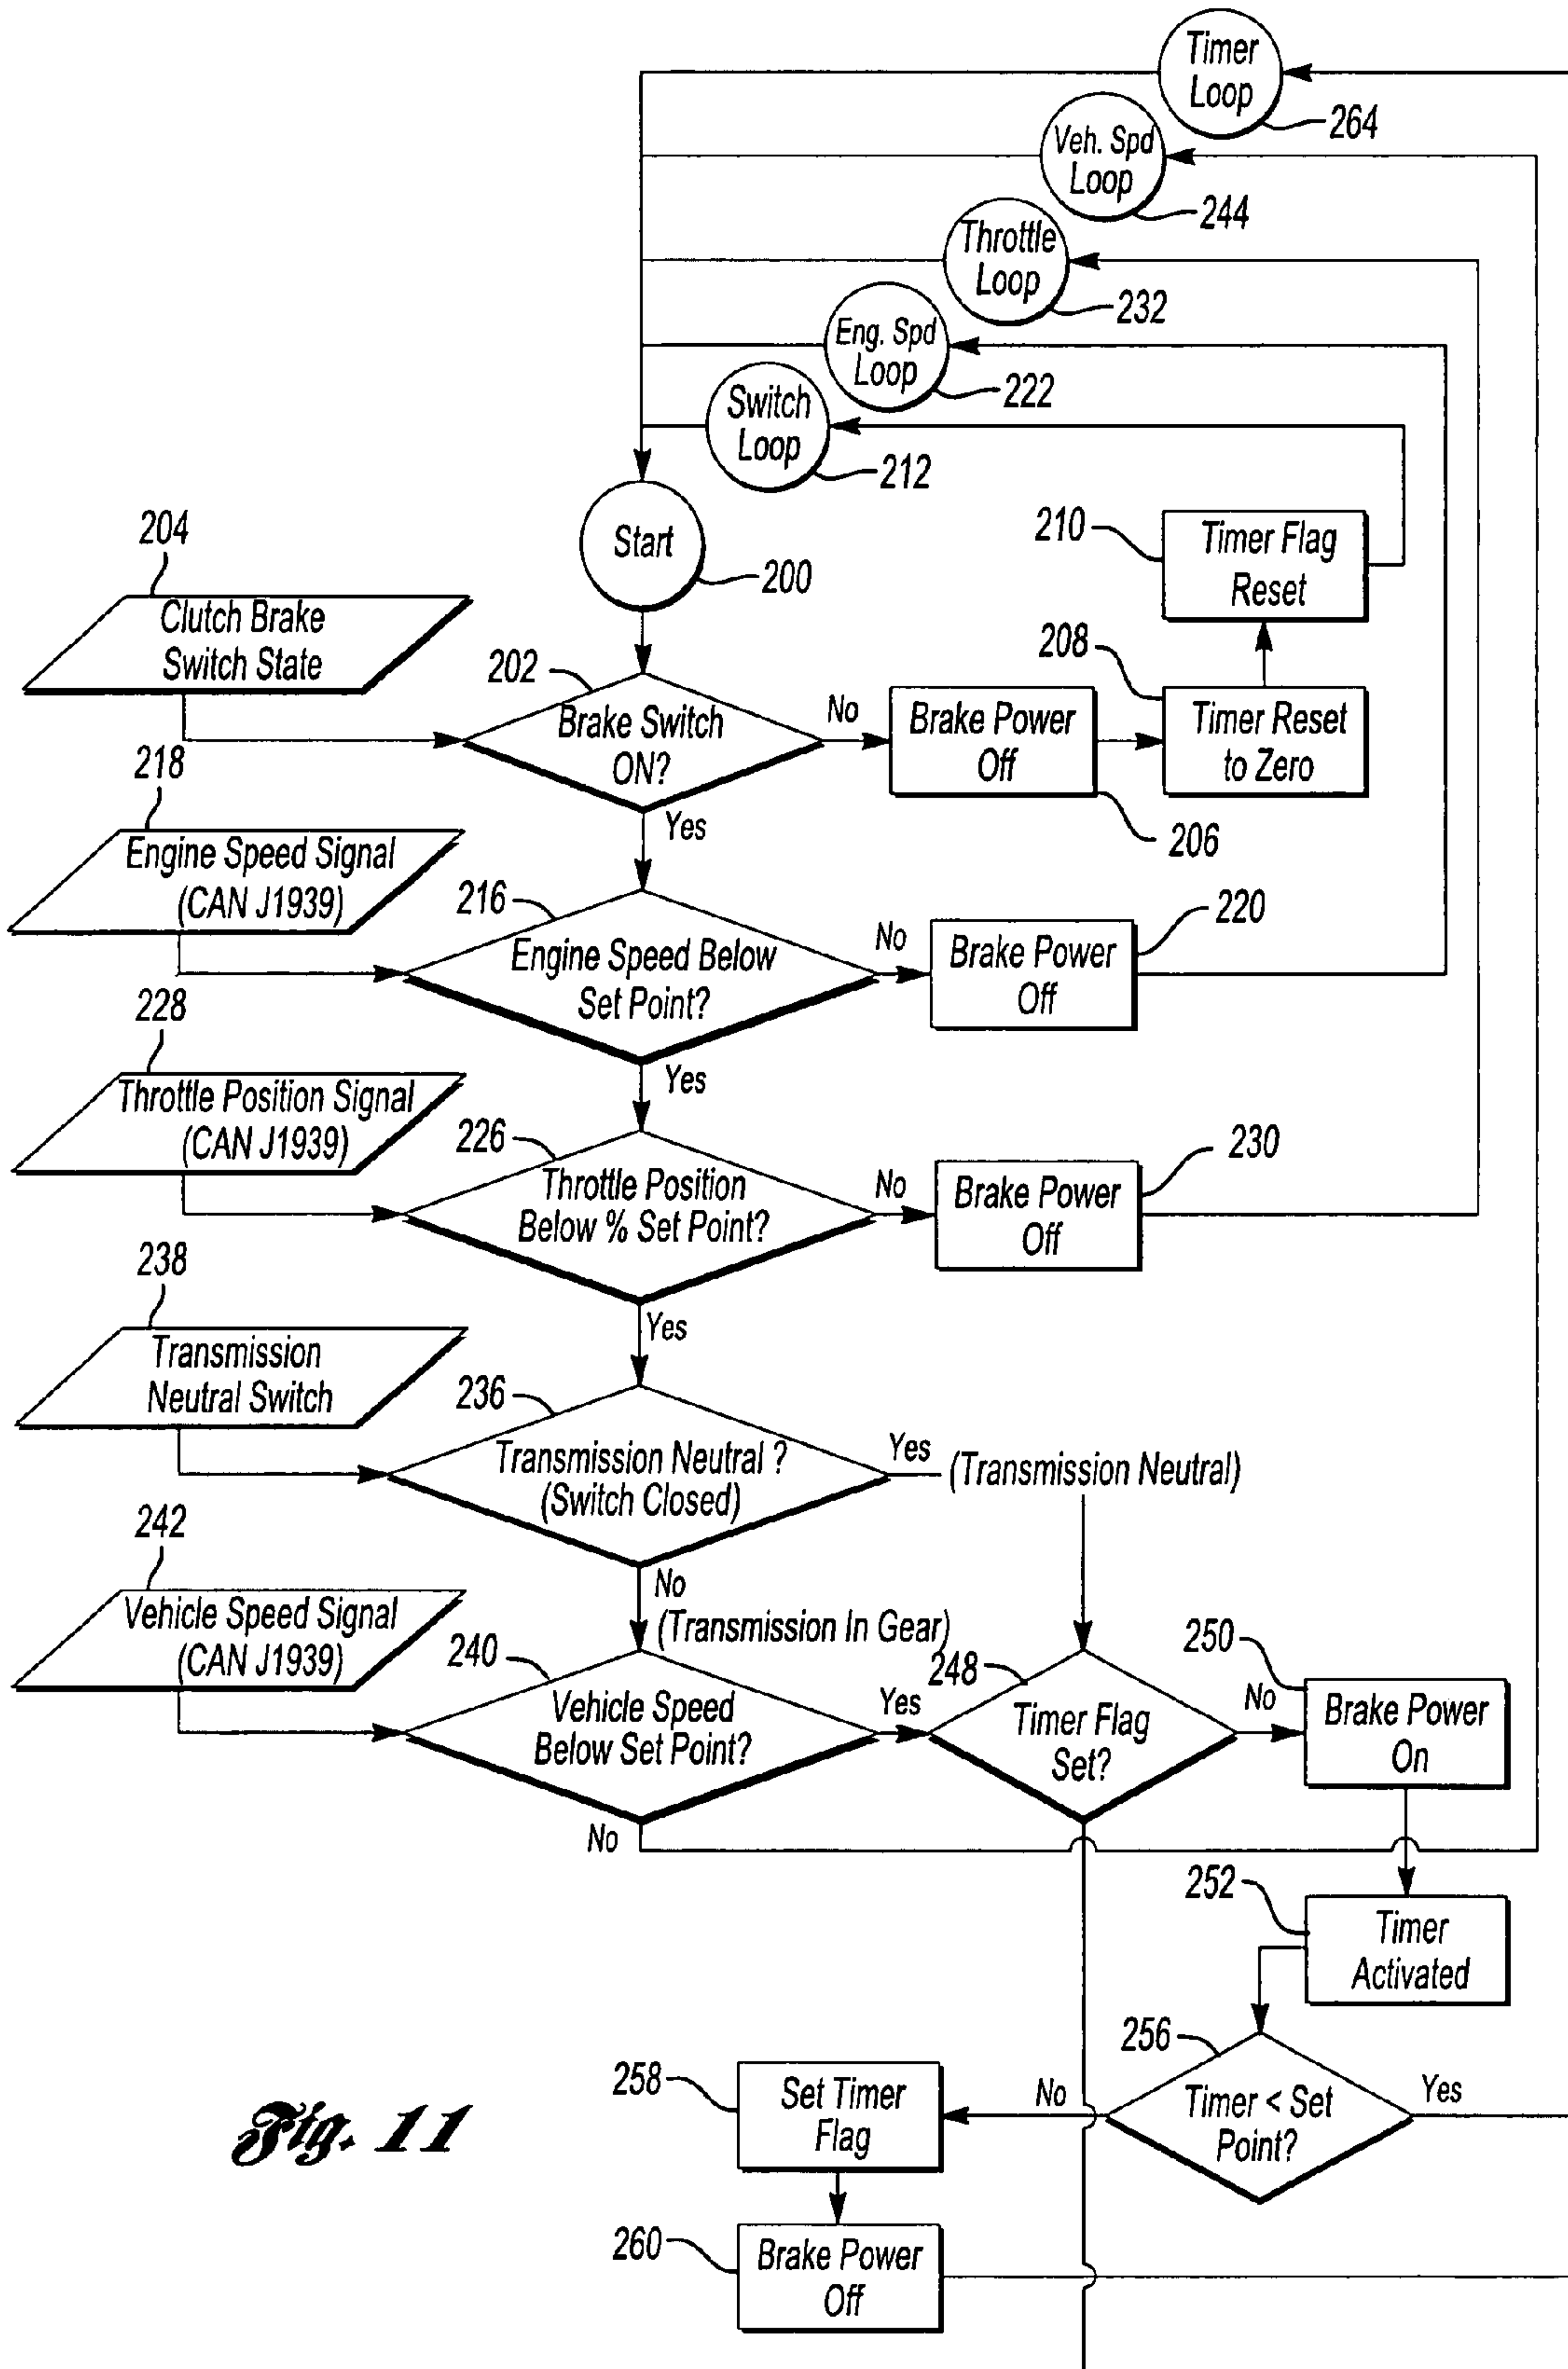 Timer
Loop
264
Veh. Spd
Loop
244
Throttle
Loop
232
Eng. Spd
Loop
222
Switch
Loop
212
Start
200
204
Clutch Brake
Switch State
202
Brake Switch
ON?
No
Brake Power
Off
206
208
Timer Reset
to Zero
210
Timer Flag
Reset
Yes
218
Engine Speed Signal
(CAN J1939)
216
Engine Speed Below
Set Point?
No
Brake Power
Off
220
Yes
228
Throttle Position Signal
(CAN J1939)
226
Throttle Position
Below % Set Point?
No
Brake Power
Off
230
Yes
238
Transmission
Neutral Switch
236
Transmission Neutral ?
(Switch Closed)
Yes
(Transmission Neutral)
No
(Transmission In Gear)
242
Vehicle Speed Signal
(CAN J1939)
240
Vehicle Speed
Below Set Point?
Yes
No
248
Timer Flag
Set?
No
250
Brake Power
On
252
Timer
Activated
256
Timer < Set
Point?
Yes
No
258
Set Timer
Flag
260
Brake Power
Off
Fig. 11